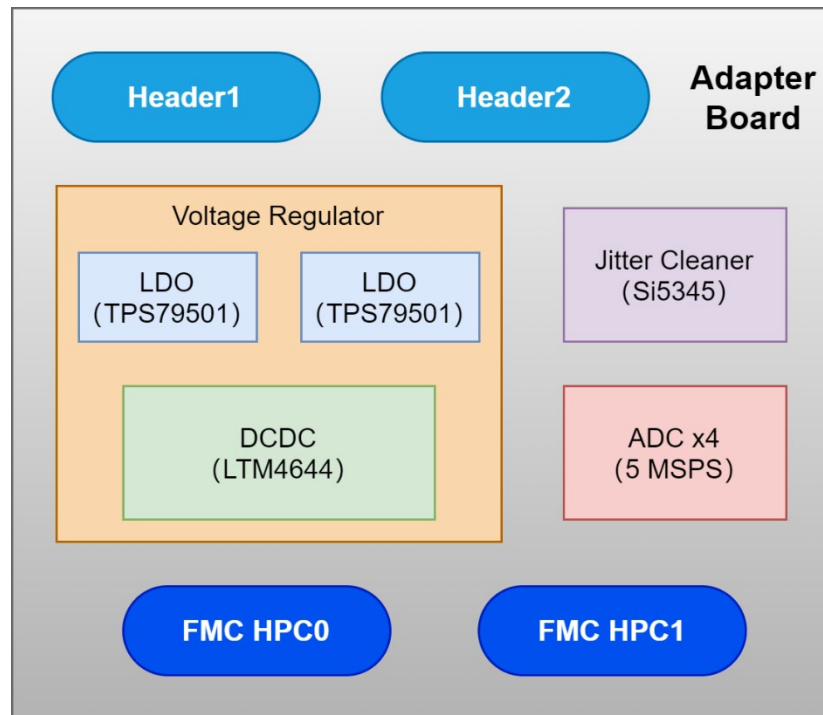 Header1
Header2
Adapter
Board
Voltage Regulator
LDO
(TPS79501)
LDO
(TPS79501)
Jitter Cleaner
(Si5345)
DCDC
(LTM4644)
ADC x4
(5 MSPS)
FMC HPC0
FMC HPC1